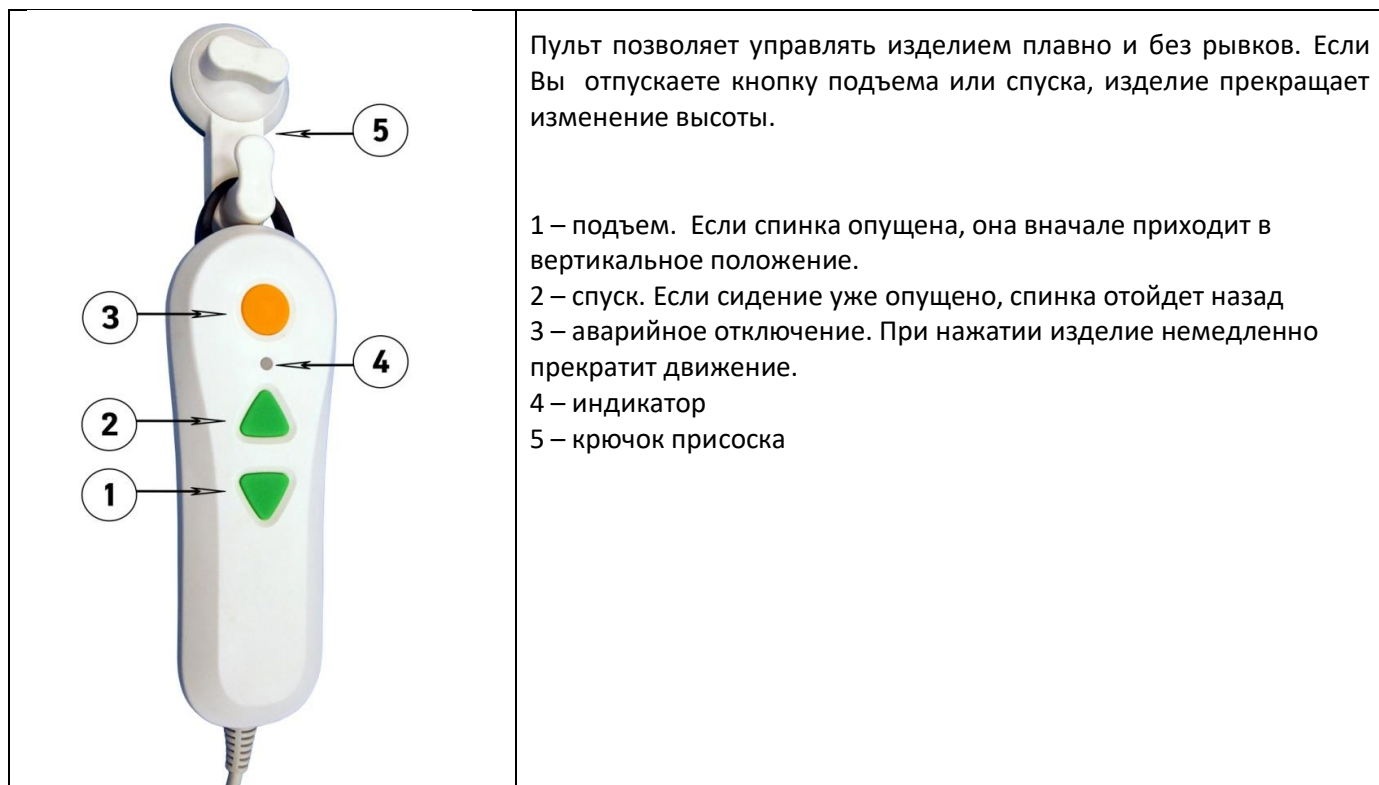 5
3
4
2
1
Пульт позволяет управлять изделием плавно и без рывков. Если
Вы отпускаете кнопку подъема или спуска, изделие прекращает
изменение высоты.
1 – подъем. Если спинка опущена, она вначале приходит в
вертикальное положение.
2 – спуск. Если сидение уже опущено, спинка отойдет назад
3 – аварийное отключение. При нажатии изделие немедленно
прекратит движение.
4 – индикатор
5 – крючок присоска